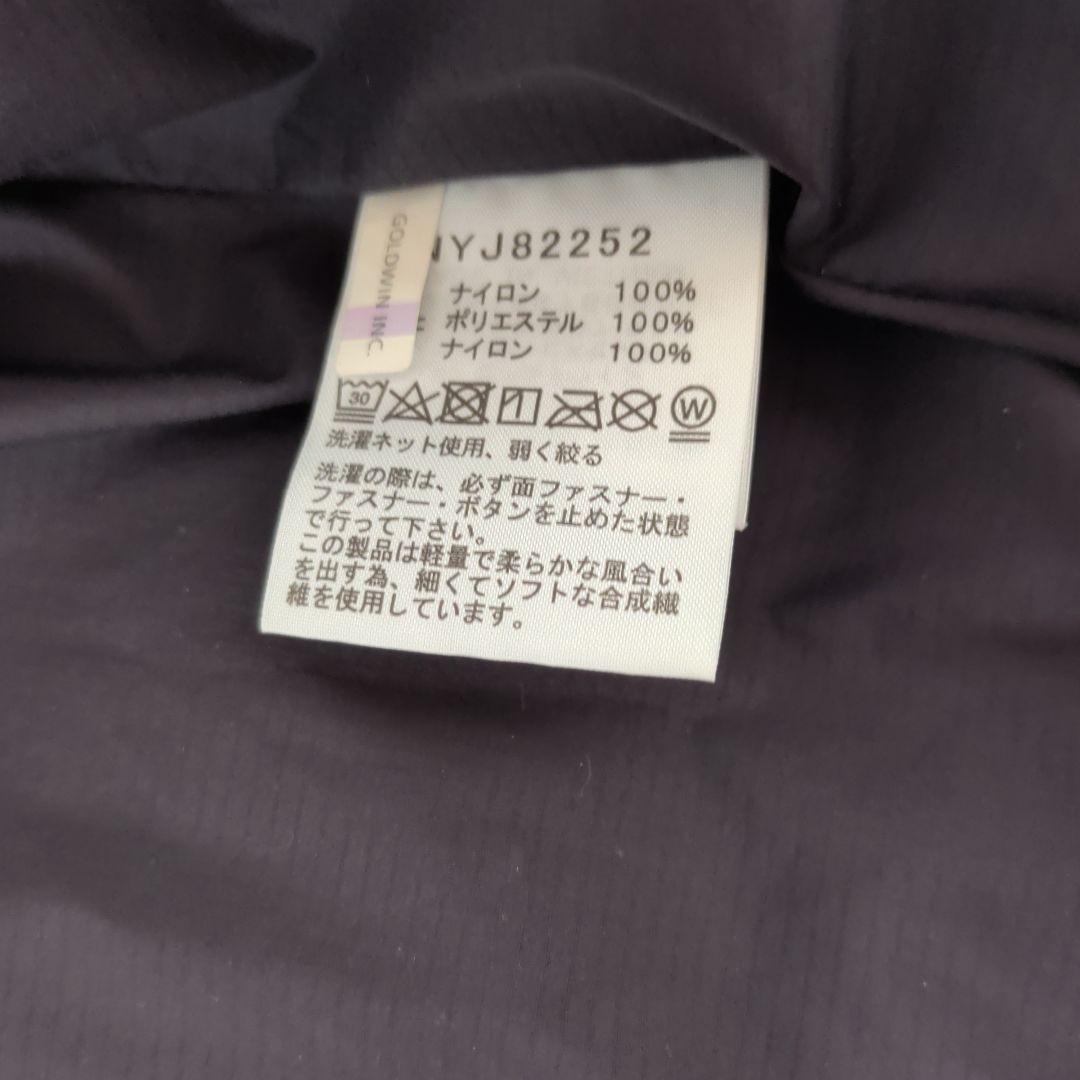 GOLDWIN INC.
NYJ82252
ナイロン 100%
ポリエステル 100%
ナイロン 100%
30
W
洗濯ネット使用、弱く絞る
洗濯の際は、必ず面ファスナー・
ファスナー・ボタンを止めた状態
で行って下さい。
この製品は軽量で柔らかな風合い
を出す為、細くてソフトな合成繊
維を使用しています。